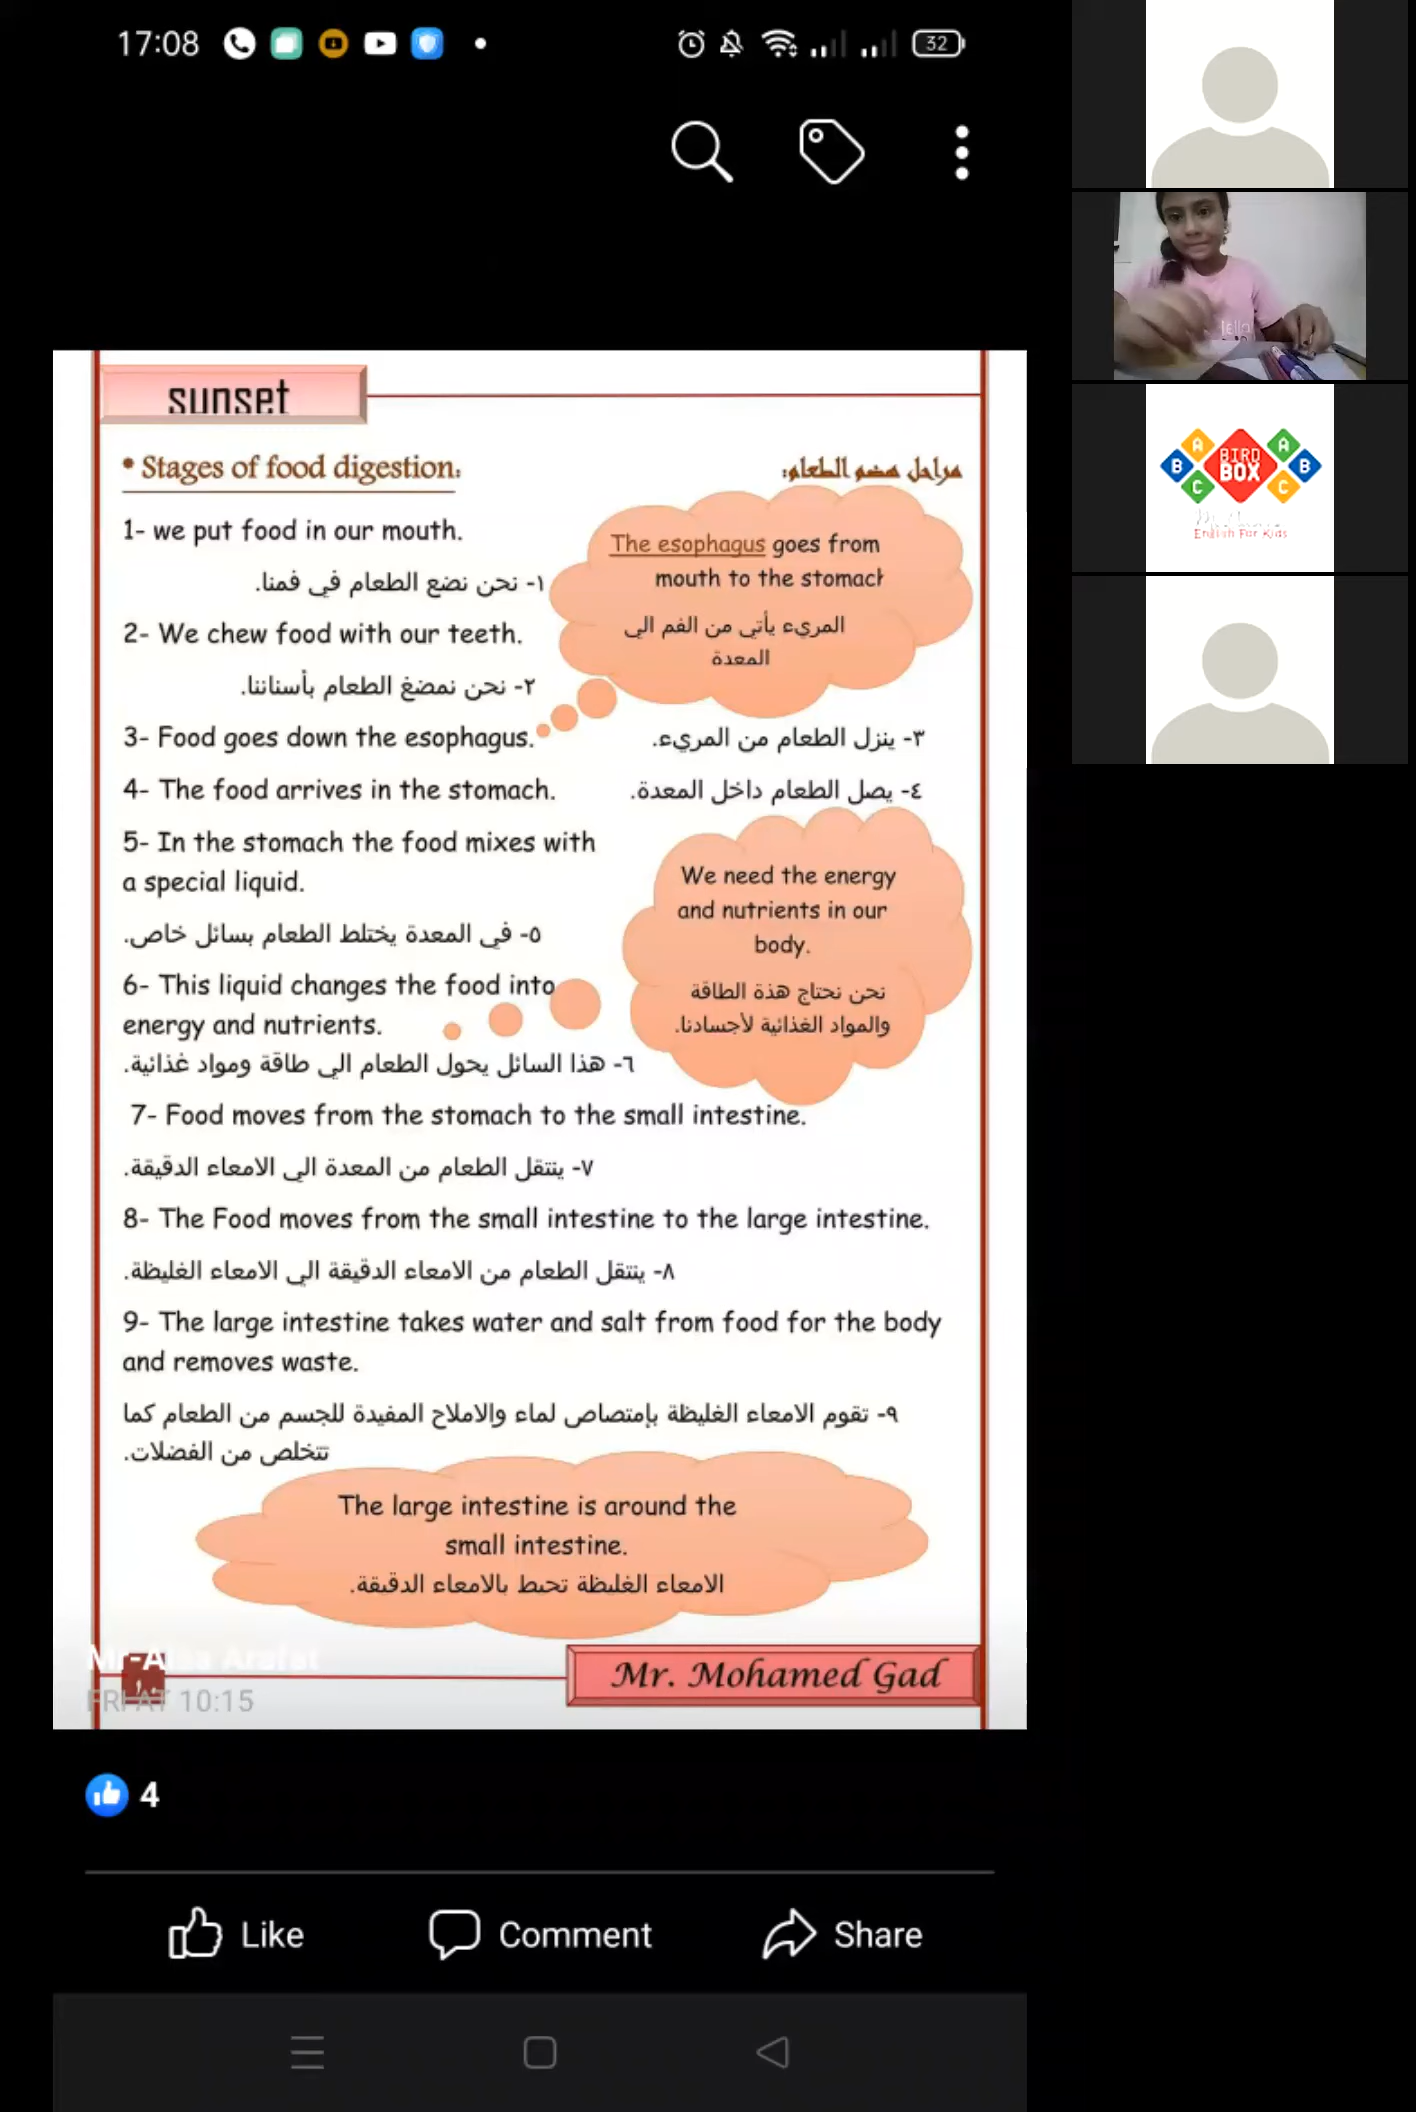 17:08
32
sunset
• Stages of food digestion:
مراحل هضم الطعام:
1- we put food in our mouth.
١- نحن نضع الطعام في فمنا.
The esophagus goes from
mouth to the stomach
المريء يأتي من الفم الي
المعدة
2- We chew food with our teeth.
٢- نحن نمضغ الطعام بأسناننا.
3- Food goes down the esophagus.
٣- ينزل الطعام من المريء.
4- The food arrives in the stomach.
٤- يصل الطعام داخل المعدة.
5- In the stomach the food mixes with
a special liquid.
٥- في المعدة يختلط الطعام بسائل خاص.
We need the energy
and nutrients in our
body.
نحن نحتاج هذة الطاقة
والمواد الغذائية لأجسادنا.
6- This liquid changes the food into
energy and nutrients.
٦- هذا السائل يحول الطعام الي طاقة ومواد غذائية.
7- Food moves from the stomach to the small intestine.
٧- ينتقل الطعام من المعدة الي الامعاء الدقيقة.
8- The Food moves from the small intestine to the large intestine.
٨- ينتقل الطعام من الامعاء الدقيقة الي الامعاء الغليظة.
9- The large intestine takes water and salt from food for the body
and removes waste.
٩- تقوم الامعاء الغليظة بإمتصاص لماء والاملاح المفيدة للجسم من الطعام كما
تتخلص من الفضلات.
The large intestine is around the
small intestine.
الامعاء الغليظة تحيط بالامعاء الدقيقة.
Mr-Alaa Arafat
FRI AT 10:15
Mr. Mohamed Gad
4
Like
Comment
Share
A A
B BIRD BOX B
C C
English For Kids